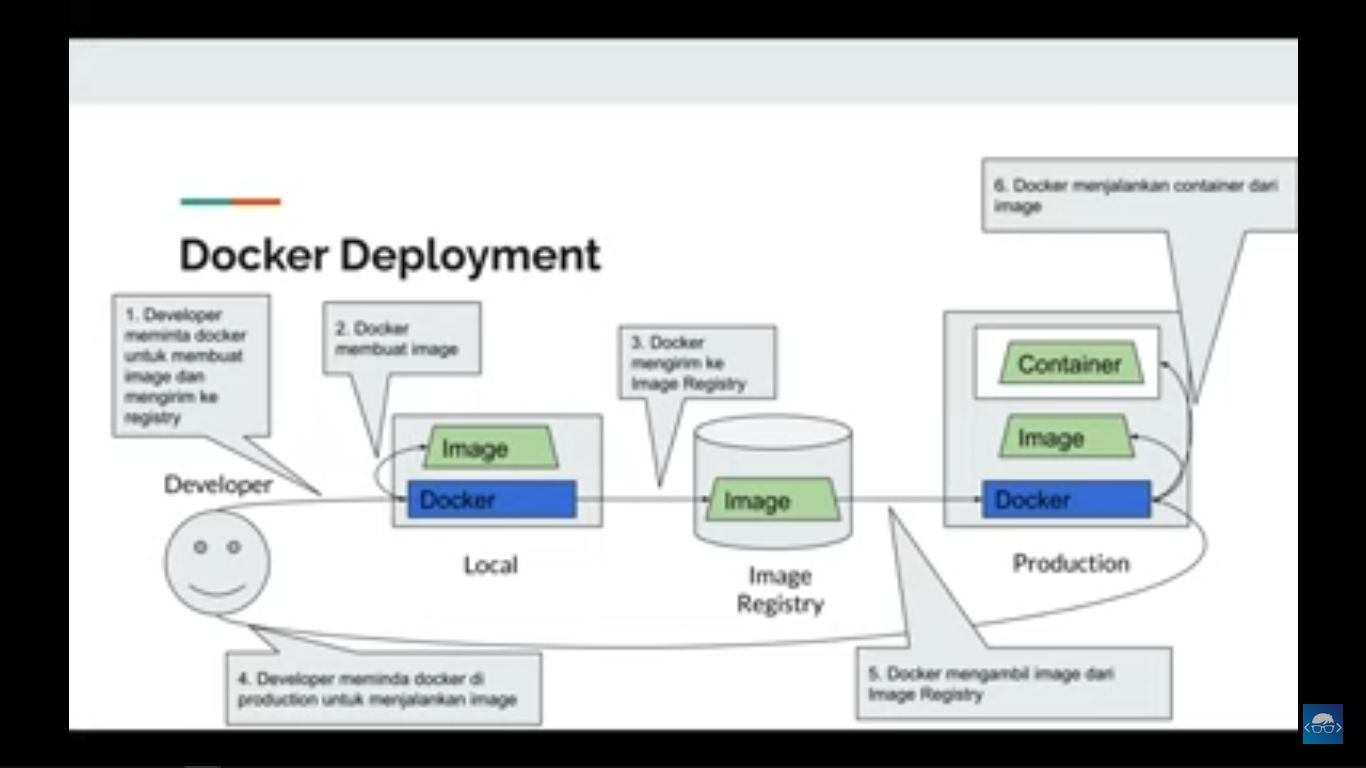 Docker Deployment
1. Developer
meminta docker
untuk membuat
image dan
mengirim ke
registry
2. Docker
membuat image
3. Docker
mengirim ke
Image Registry
6. Docker menjalankan container dari
image
Developer
Image
Docker
Local
Image
Image
Registry
Container
Image
Docker
Production
4. Developer meminda docker di
production untuk menjalankan image
5. Docker mengambil image dari
Image Registry